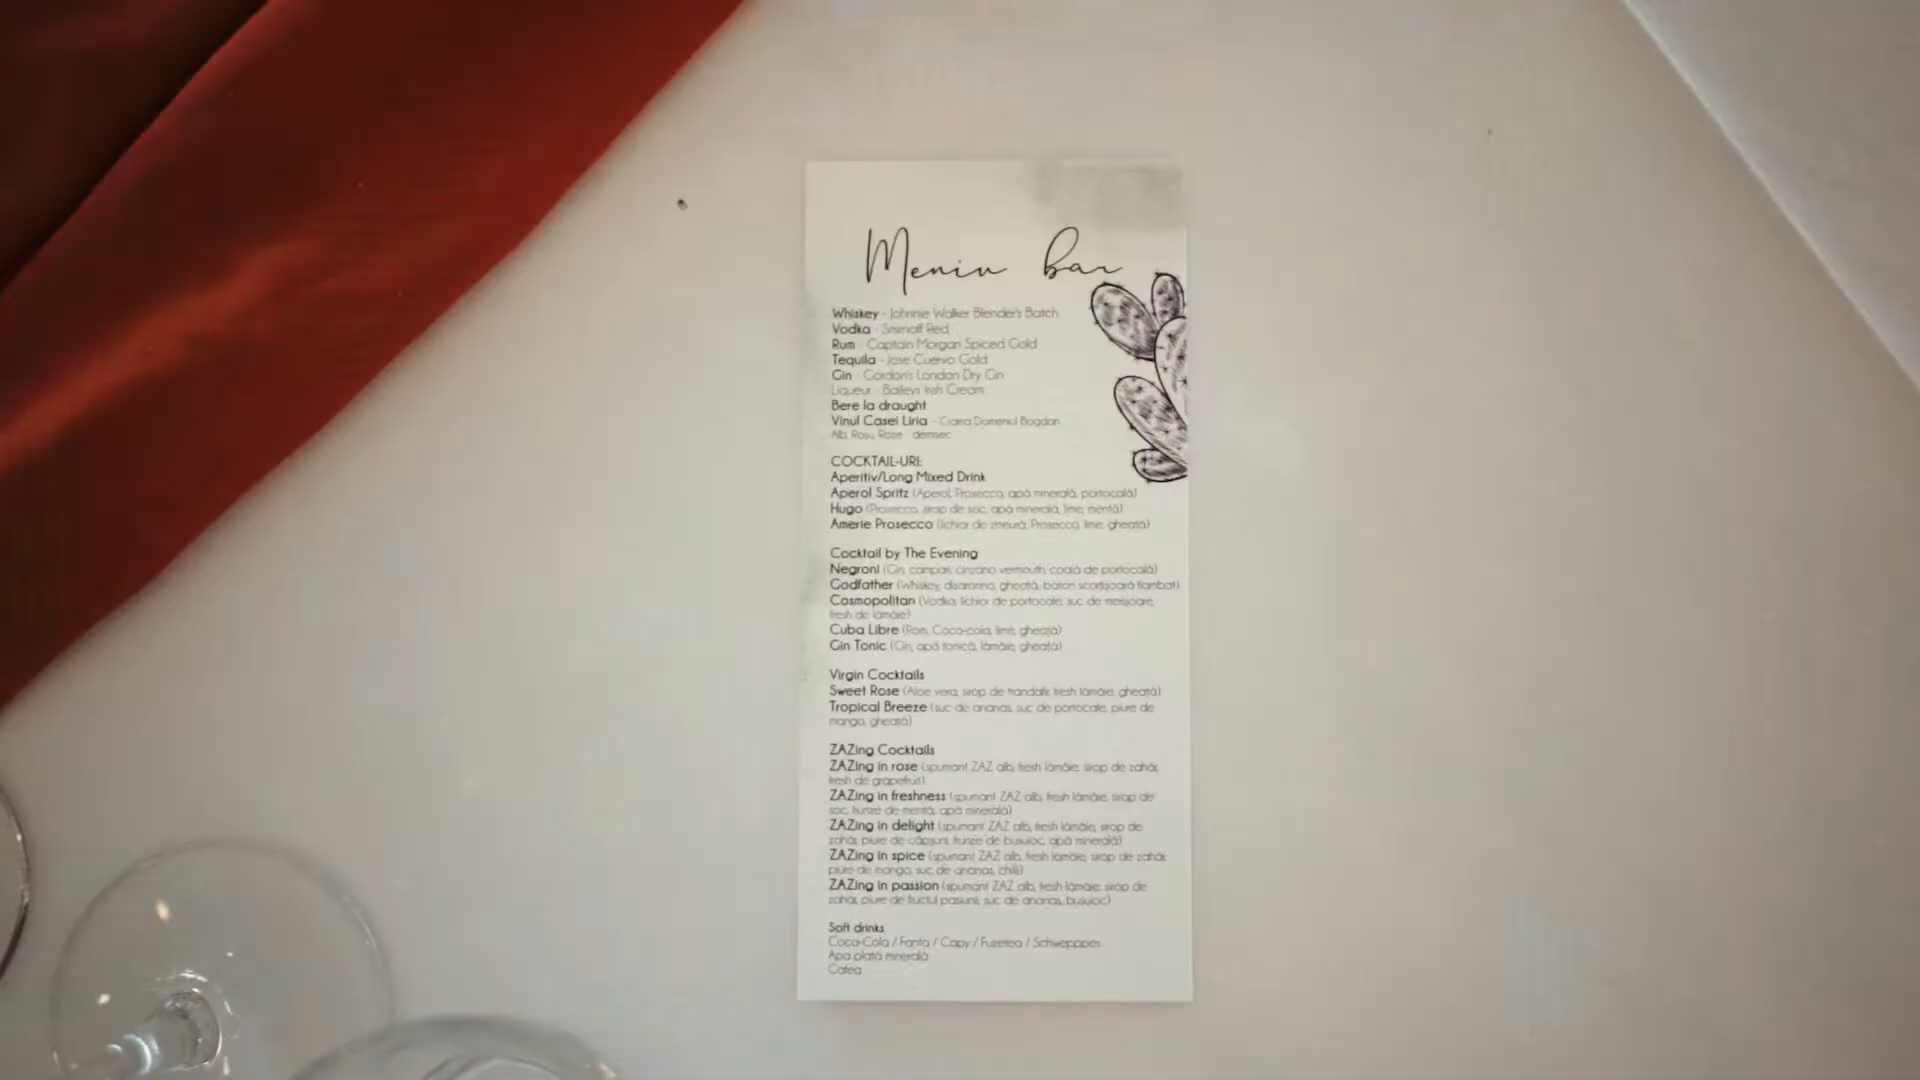 Meniu bar
Whiskey - Johnnie Walker Blender's Batch
Vodka - Smirnoff Red
Rum - Captain Morgan Spiced Gold
Tequila - Jose Cuervo Gold
Gin - Gordon's London Dry Gin
Liqueur - Baileys Irish Cream
Bere la draught
Vinul Casei Liria - Crama Domeniul Bogdan
Alb, Rosu, Rose - demisec
COCKTAIL-URI:
Aperitiv/Long Mixed Drink
Aperol Spritz (Aperol, Prosecco, apă minerală, portocală)
Hugo (Prosecco, sirop de soc, apă minerală, lime, mentă)
Amerie Prosecco (lichior de zmeură, Prosecco, lime, gheață)
Cocktail by The Evening
Negroni (Gin, campari, cinzano vermouth, coajă de portocală)
Godfather (Whiskey, disaronno, gheață, baton scorțișoară flambat)
Cosmopolitan (Vodka, lichior de portocale, suc de merișoare,
fresh de lămâie)
Cuba Libre (Rom, Coca-cola, lime, gheață)
Gin Tonic (Gin, apă tonică, lămâie, gheață)
Virgin Cocktails
Sweet Rose (Aloe vera, sirop de trandafir, fresh lămâie, gheață)
Tropical Breeze (suc de ananas, suc de portocale, piure de
mango, gheață)
ZAZing Cocktails
ZAZing in rose (spumant ZAZ alb, fresh lămâie, sirop de zahăr,
fresh de grapefruit)
ZAZing in freshness (spumant ZAZ alb, fresh lămâie, sirop de
soc, frunze de mentă, apă minerală)
ZAZing in delight (spumant ZAZ alb, fresh lămâie, sirop de
zahăr, piure de căpșuni, frunze de busuioc, apă minerală)
ZAZing in spice (spumant ZAZ alb, fresh lămâie, sirop de zahăr,
piure de mango, suc de ananas, chilli)
ZAZing in passion (spumant ZAZ alb, fresh lămâie, sirop de
zahăr, piure de fructul pasiunii, suc de ananas, busuioc)
Soft drinks
Coca-Cola / Fanta / Capy / Fuzetea / Schwepppes
Apa plată minerală
Cafea